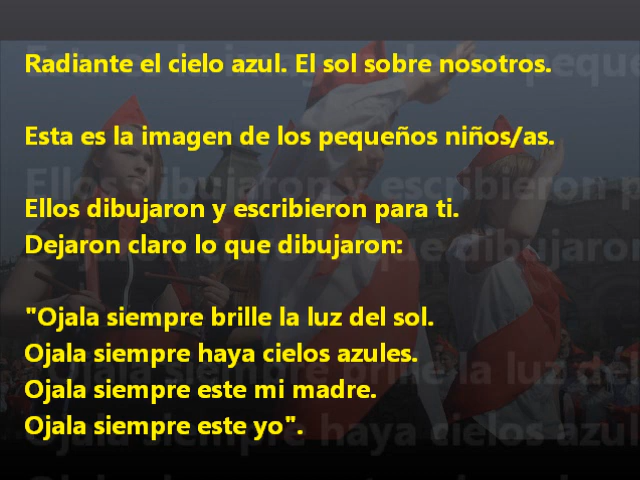 Radiante el cielo azul. El sol sobre nosotros.
Esta es la imagen de los pequeños niños/as.
Ellos dibujaron y escribieron para ti.
Dejaron claro lo que dibujaron:
"Ojala siempre brille la luz del sol.
Ojala siempre haya cielos azules.
Ojala siempre este mi madre.
Ojala siempre este yo".